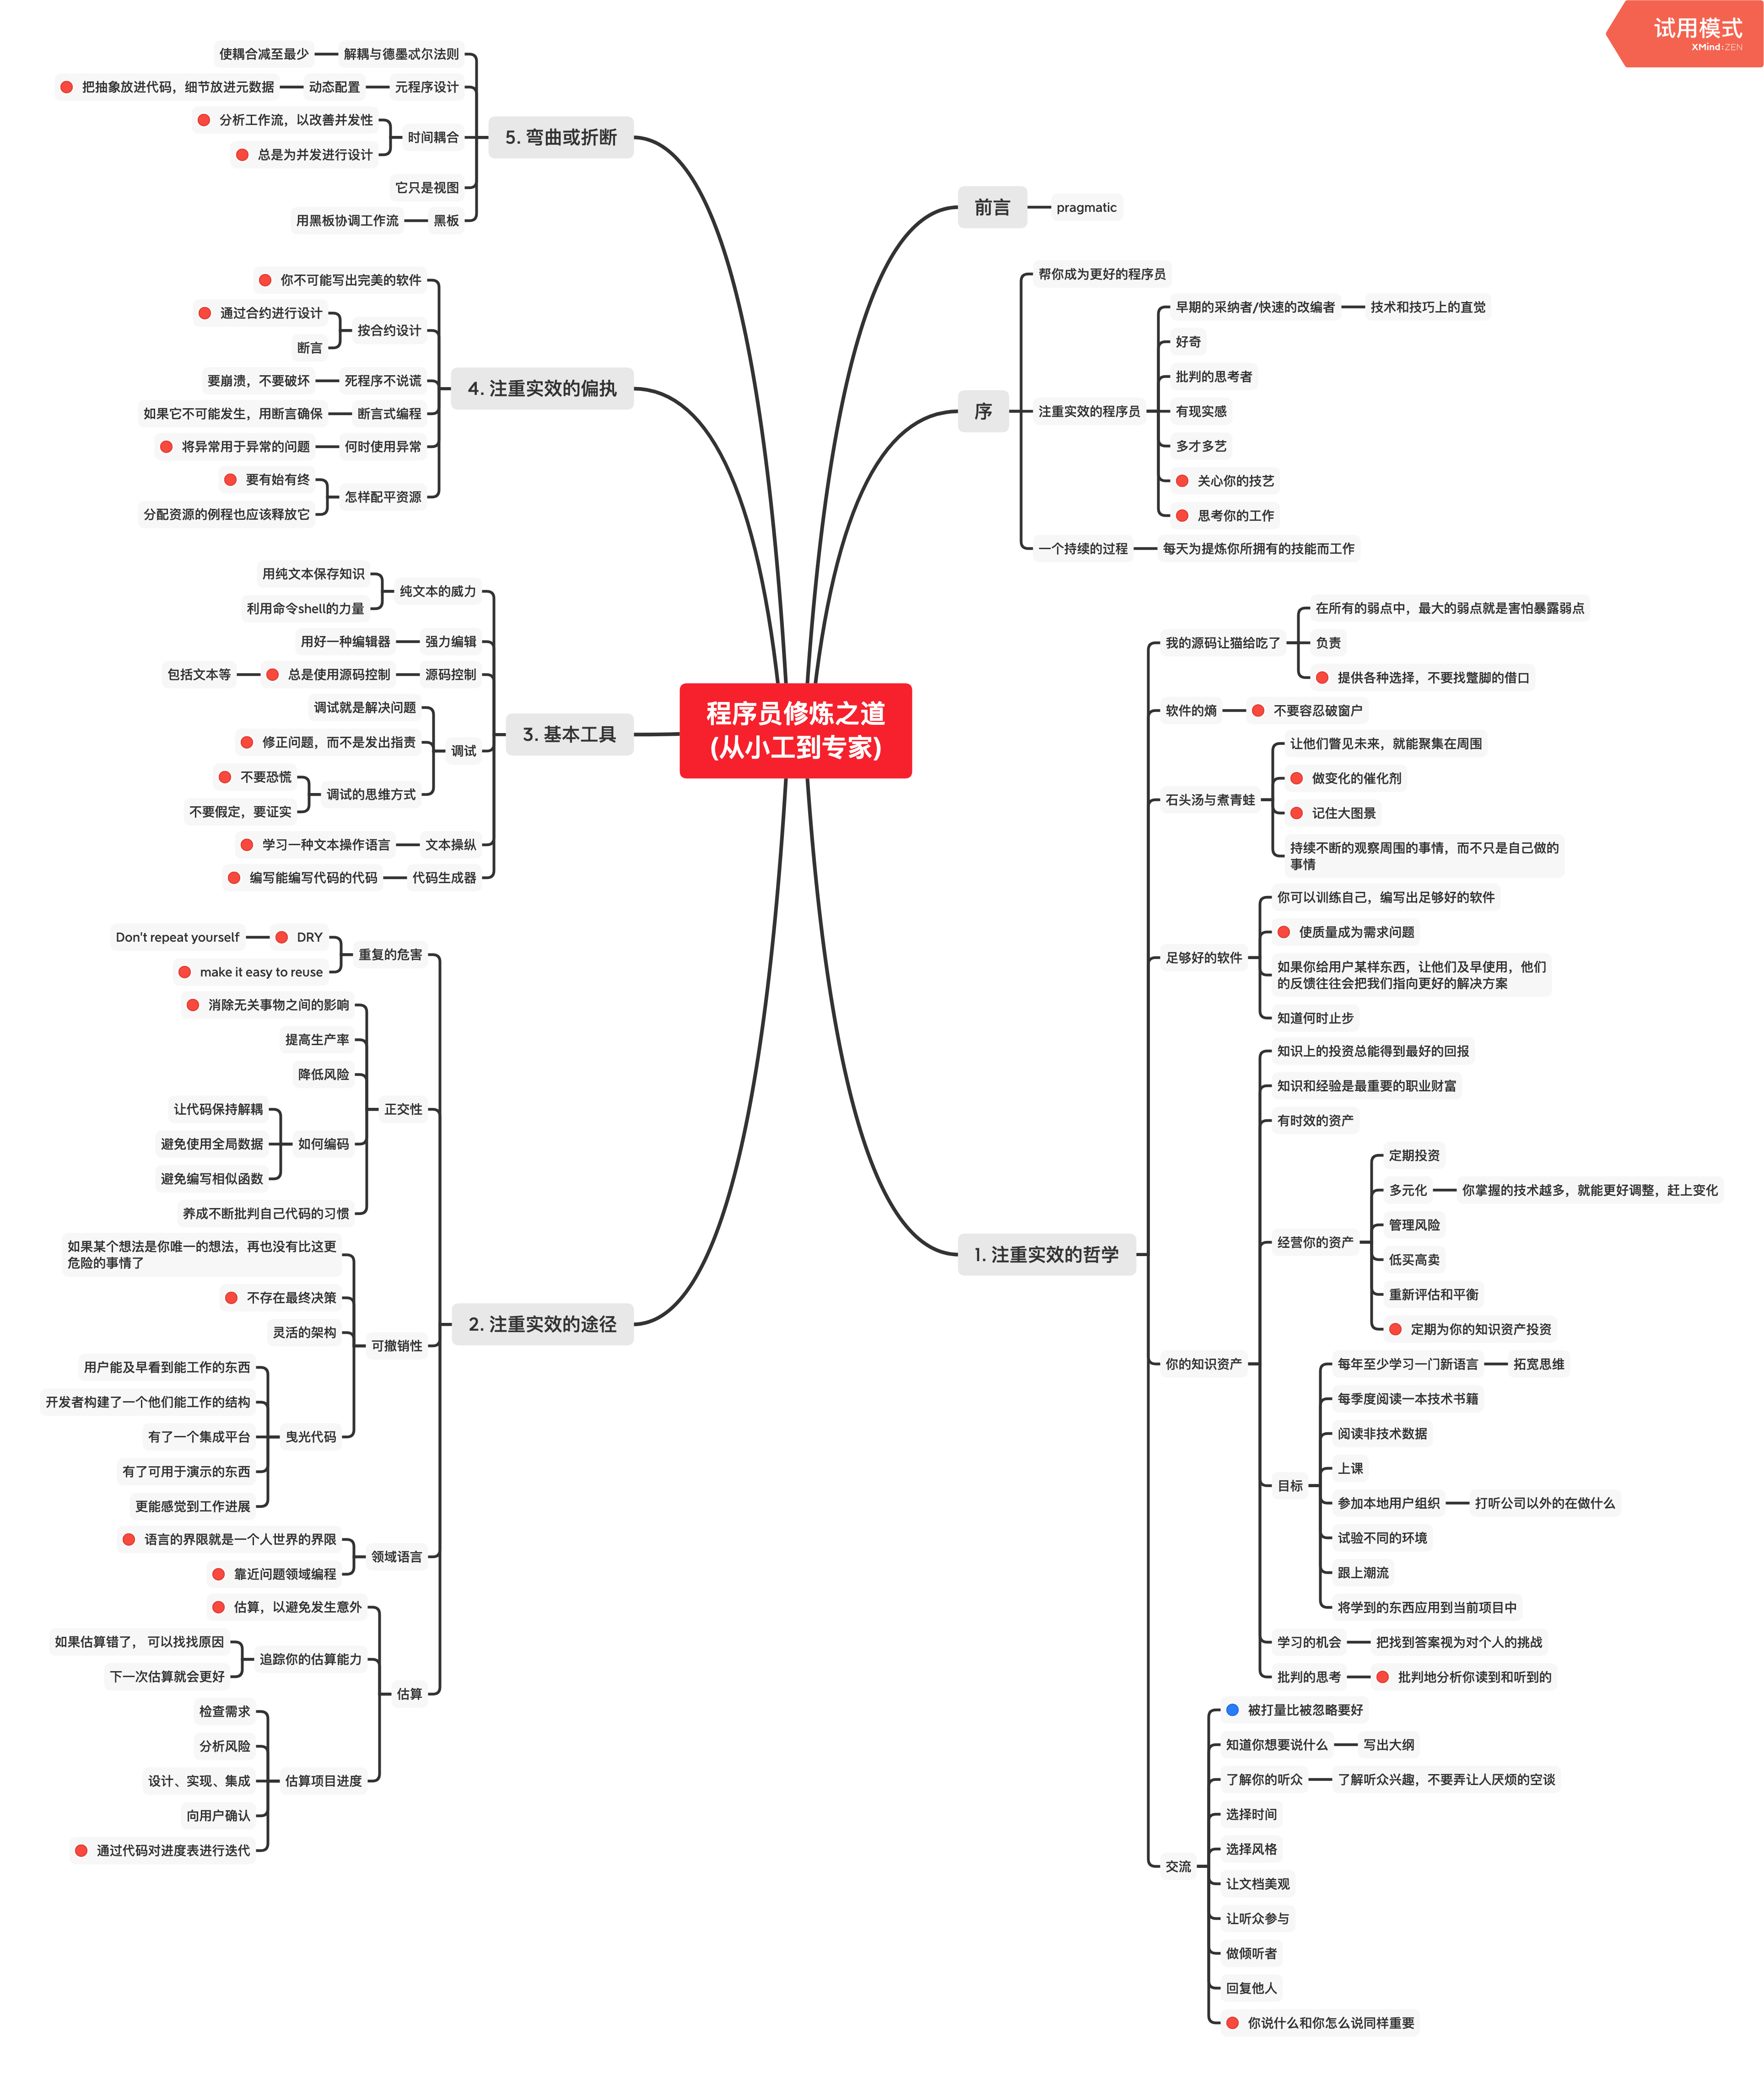 试用模式
XMind:ZEN
程序员修炼之道
(从小工到专家)
前言
pragmatic
序
帮你成为更好的程序员
注重实效的程序员
早期的采纳者/快速的改编者
技术和技巧上的直觉
好奇
批判的思考者
有现实感
多才多艺
关心你的技艺
思考你的工作
一个持续的过程
每天为提炼你所拥有的技能而工作
1. 注重实效的哲学
我的源码让猫给吃了
在所有的弱点中，最大的弱点就是害怕暴露弱点
负责
提供各种选择，不要找蹩脚的借口
软件的熵
不要容忍破窗户
石头汤与煮青蛙
让他们瞥见未来，就能聚集在周围
做变化的催化剂
记住大图景
持续不断的观察周围的事情，而不只是自己做的
事情
足够好的软件
你可以训练自己，编写出足够好的软件
使质量成为需求问题
如果你给用户某样东西，让他们及早使用，他们
的反馈往往会把我们指向更好的解决方案
知道何时止步
你的知识资产
知识上的投资总能得到最好的回报
知识和经验是最重要的职业财富
有时效的资产
经营你的资产
定期投资
多元化
你掌握的技术越多，就能更好调整，赶上变化
管理风险
低买高卖
重新评估和平衡
定期为你的知识资产投资
目标
每年至少学习一门新语言
拓宽思维
每季度阅读一本技术书籍
阅读非技术数据
上课
参加本地用户组织
打听公司以外的在做什么
试验不同的环境
跟上潮流
将学到的东西应用到当前项目中
学习的机会
把找到答案视为对个人的挑战
批判的思考
批判地分析你读到和听到的
交流
被打量比被忽略要好
知道你想要说什么
写出大纲
了解你的听众
了解听众兴趣，不要弄让人厌烦的空谈
选择时间
选择风格
让文档美观
让听众参与
做倾听者
回复他人
你说什么和你怎么说同样重要
2. 注重实效的途径
重复的危害
DRY
Don't repeat yourself
make it easy to reuse
正交性
消除无关事物之间的影响
提高生产率
降低风险
如何编码
让代码保持解耦
避免使用全局数据
避免编写相似函数
养成不断批判自己代码的习惯
可撤销性
如果某个想法是你唯一的想法，再也没有比这更
危险的事情了
不存在最终决策
灵活的架构
曳光代码
用户能及早看到能工作的东西
开发者构建了一个他们能工作的结构
有了一个集成平台
有了可用于演示的东西
更能感觉到工作进展
领域语言
语言的界限就是一个人世界的界限
靠近问题领域编程
估算
估算，以避免发生意外
追踪你的估算能力
如果估算错了， 可以找找原因
下一次估算就会更好
估算项目进度
检查需求
分析风险
设计、实现、集成
向用户确认
通过代码对进度表进行迭代
3. 基本工具
纯文本的威力
用纯文本保存知识
利用命令shell的力量
强力编辑
用好一种编辑器
源码控制
总是使用源码控制
包括文本等
调试
调试就是解决问题
修正问题，而不是发出指责
调试的思维方式
不要恐慌
不要假定，要证实
文本操纵
学习一种文本操作语言
代码生成器
编写能编写代码的代码
4. 注重实效的偏执
你不可能写出完美的软件
按合约设计
通过合约进行设计
断言
死程序不说谎
要崩溃，不要破坏
断言式编程
如果它不可能发生，用断言确保
何时使用异常
将异常用于异常的问题
怎样配平资源
要有始有终
分配资源的例程也应该释放它
5. 弯曲或折断
解耦与德墨忒尔法则
使耦合减至最少
元程序设计
动态配置
把抽象放进代码，细节放进元数据
时间耦合
分析工作流，以改善并发性
总是为并发进行设计
它只是视图
黑板
用黑板协调工作流